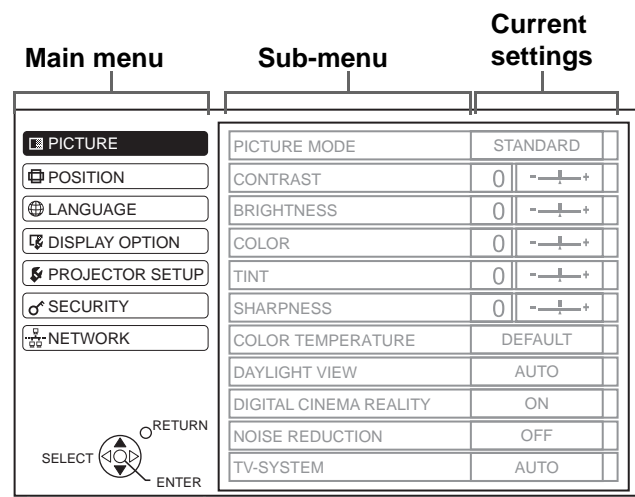 Main menu
Sub-menu
Current
settings
PICTURE
POSITION
LANGUAGE
DISPLAY OPTION
PROJECTOR SETUP
SECURITY
NETWORK
RETURN
SELECT
ENTER
PICTURE MODE STANDARD
CONTRAST 0 - +
BRIGHTNESS 0 - +
COLOR 0 - +
TINT 0 - +
SHARPNESS 0 - +
COLOR TEMPERATURE DEFAULT
DAYLIGHT VIEW AUTO
DIGITAL CINEMA REALITY ON
NOISE REDUCTION OFF
TV-SYSTEM AUTO